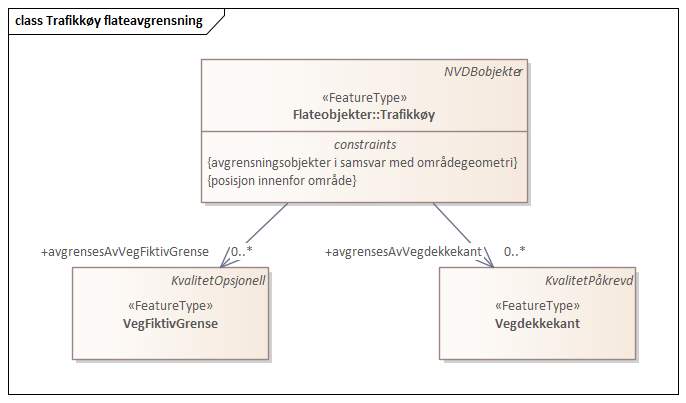 class Trafikkøy flateavgrensning
NVDBobjekter
«FeatureType»
Flateobjekter::Trafikkøy
constraints
{avgrensningsobjekter i samsvar med områdegeometri}
{posisjon innenfor område}
+avgrensesAvVegFiktivGrense 0..*
+avgrensesAvVegdekkekant 0..*
KvalitetOpsjonell
«FeatureType»
VegFiktivGrense
KvalitetPåkrevd
«FeatureType»
Vegdekkekant